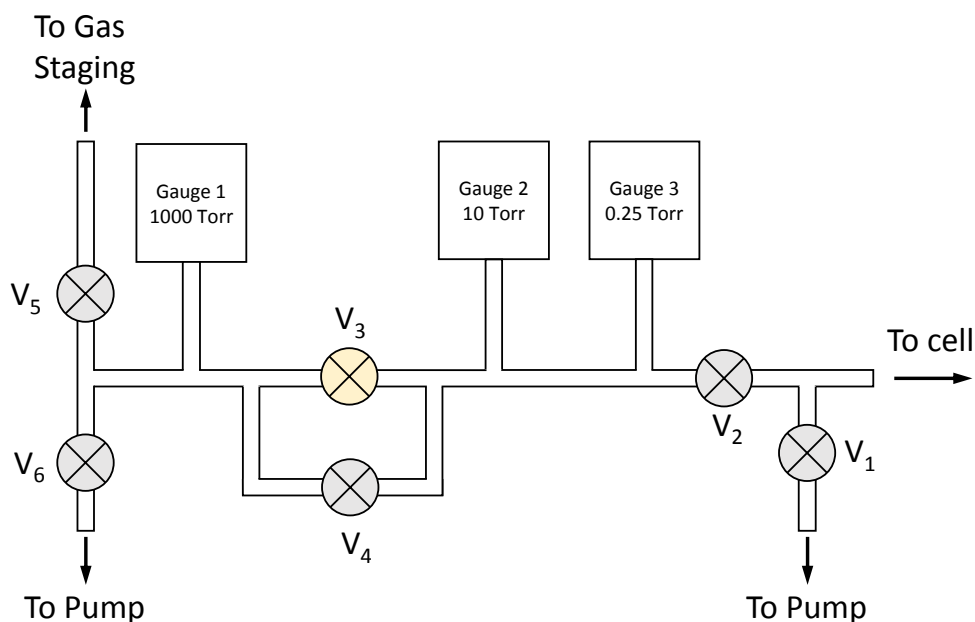 To Gas
Staging
Gauge 1
1000 Torr
Gauge 2
10 Torr
Gauge 3
0.25 Torr
V5
V3
To cell
V2
V6
V1
V4
To Pump
To Pump